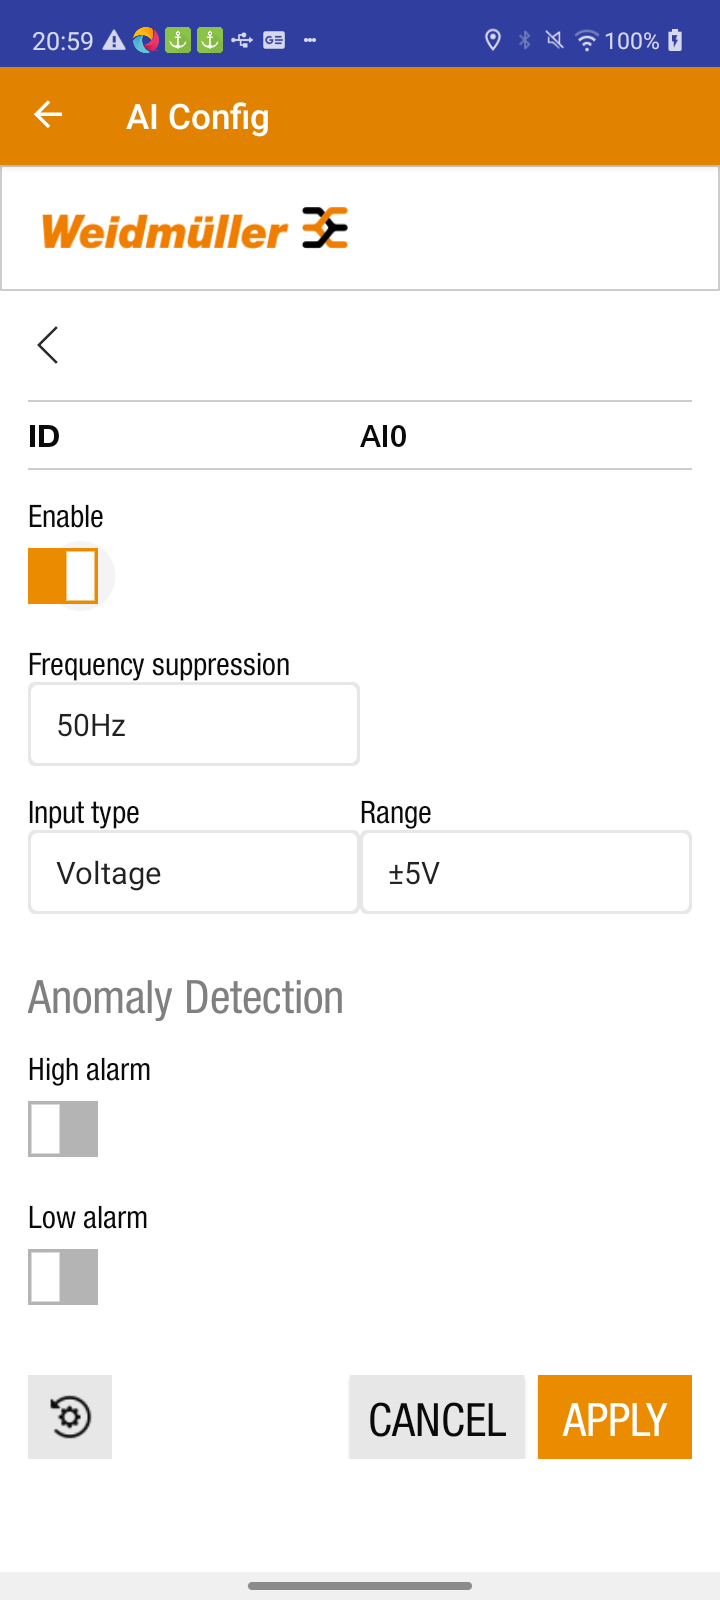 20:59 100%
AI Config
Weidmüller
ID AI0
Enable
Frequency suppression
50Hz
Input type Range
Voltage ±5V
Anomaly Detection
High alarm
Low alarm
CANCEL APPLY